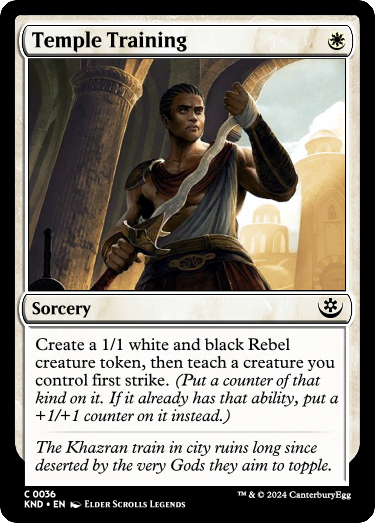 Temple Training
Sorcery
Create a 1/1 white and black Rebel
creature token, then teach a creature you
control first strike. (Put a counter of that
kind on it. If it already has that ability, put a
+1/+1 counter on it instead.)
The Khazran train in city ruins long since
deserted by the very Gods they aim to topple.
C 0036
KND • EN Elder Scrolls Legends
™ & © 2024 CanterburyEgg